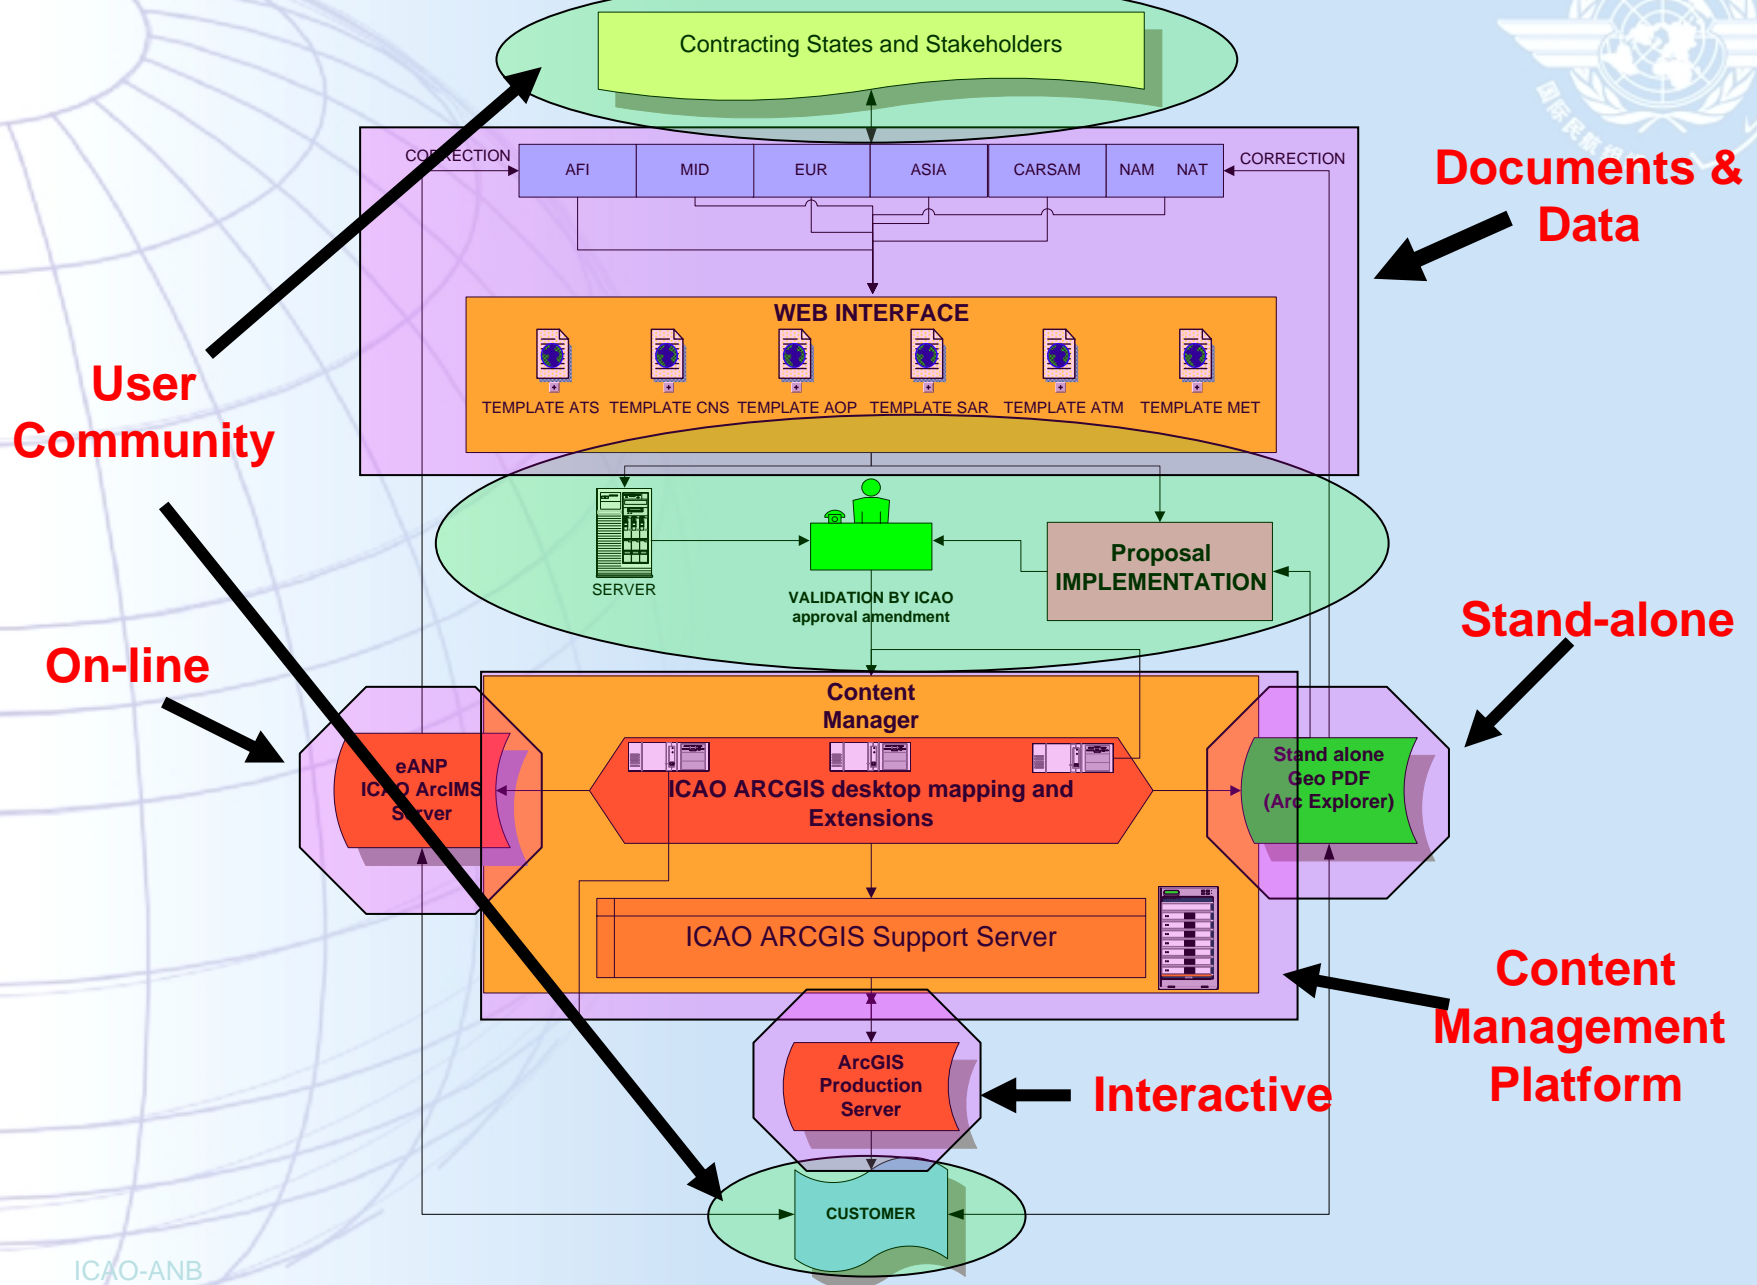 Contracting States and Stakeholders
CORRECTION
AFI
MID
EUR
ASIA
CARSAM
NAM NAT
CORRECTION
Documents &
Data
WEB INTERFACE
TEMPLATE ATS
TEMPLATE CNS
TEMPLATE AOP
TEMPLATE SAR
TEMPLATE ATM
TEMPLATE MET
User
Community
SERVER
VALIDATION BY ICAO
approval amendment
Proposal
IMPLEMENTATION
Stand-alone
On-line
Content
Manager
eANP
ICAO ArcIMS
Server
ICAO ARCGIS desktop mapping and
Extensions
Stand alone
Geo PDF
(Arc Explorer)
ICAO ARCGIS Support Server
Content
Management
Platform
ArcGIS
Production
Server
Interactive
CUSTOMER
ICAO-ANB